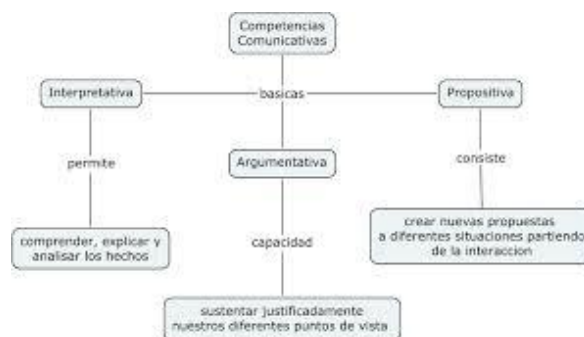 Competencias
Comunicativas
Interpretativa
basicas
Propositiva
permite
Argumentativa
consiste
comprender, explicar y
analisar los hechos
capacidad
crear nuevas propuestas
a diferentes situaciones partiendo
de la interaccion
sustentar justificadamente
nuestros diferentes puntos de vista